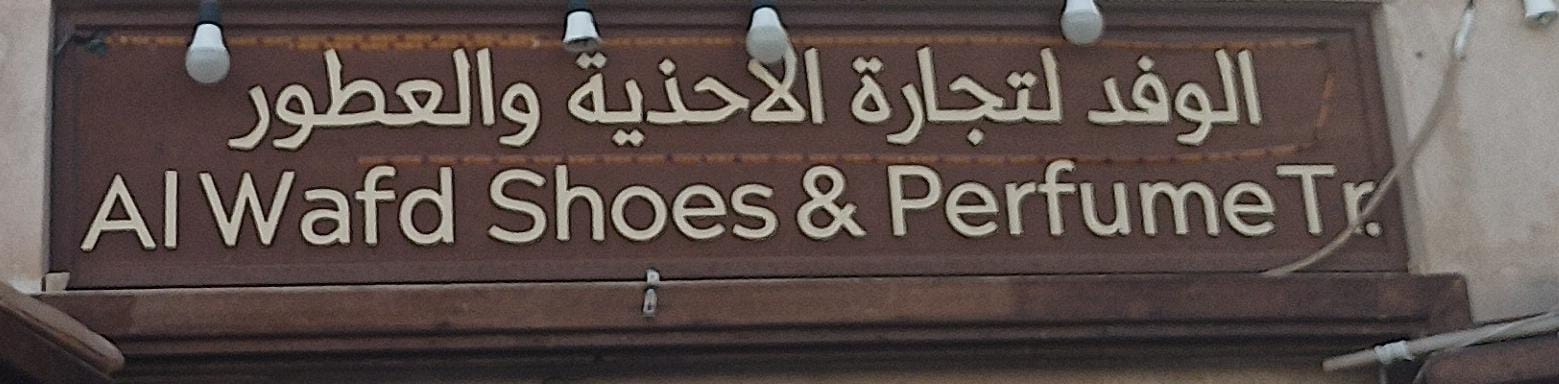 الوفد لتجارة الاحذية والعطور
Al Wafd Shoes & Perfume Tr.